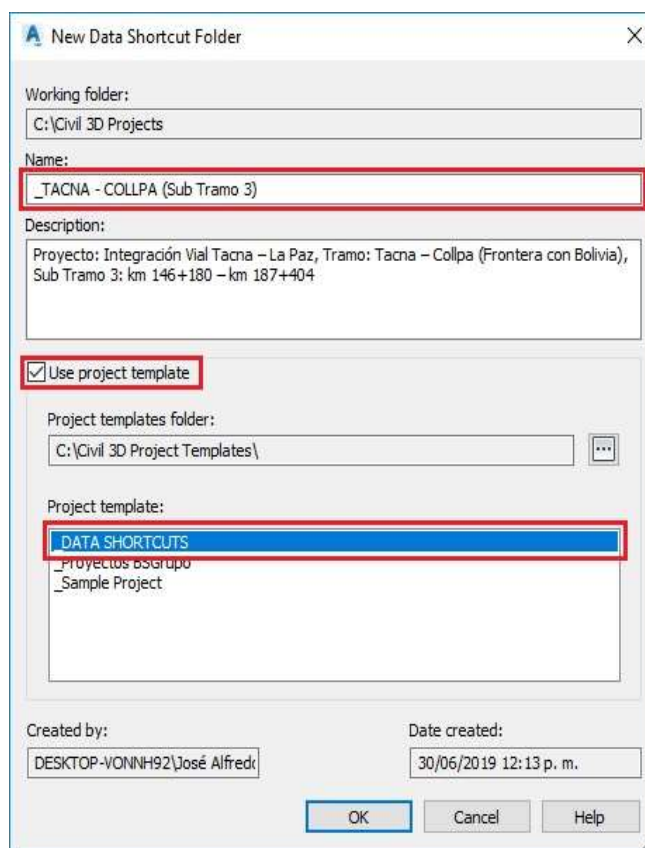 New Data Shortcut Folder
Working folder:
C:\Civil 3D Projects
Name:
_TACNA - COLLPA (Sub Tramo 3)
Description:
Proyecto: Integración Vial Tacna – La Paz, Tramo: Tacna – Collpa (Frontera con Bolivia),
Sub Tramo 3: km 146+180 – km 187+404
Use project template
Project templates folder:
C:\Civil 3D Project Templates\
...
Project template:
_DATA SHORTCUTS
_Proyectos BSGrupo
_Sample Project
Created by:
Date created:
DESKTOP-VONNH92\José Alfred
30/06/2019 12:13 p. m.
OK
Cancel
Help